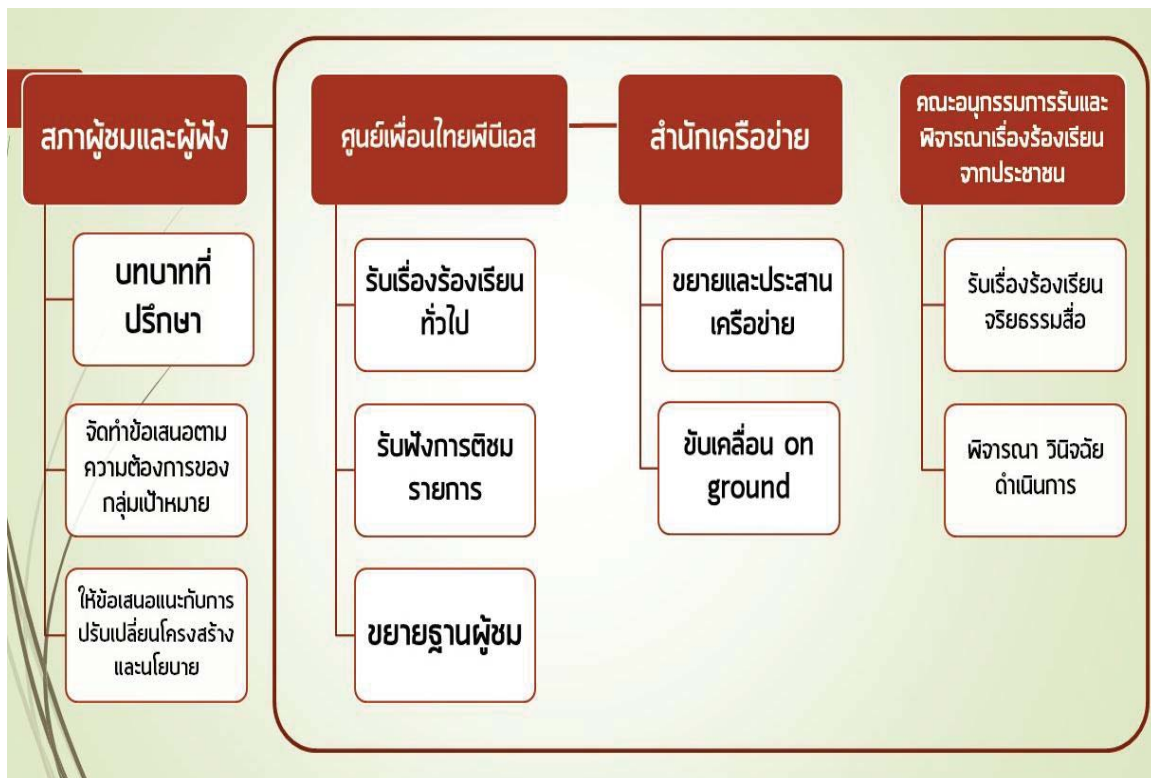 สภาผู้ชมและผู้ฟัง
บทบาทที่
ปรึกษา
จัดทำข้อเสนอตาม
ความต้องการของ
กลุ่มเป้าหมาย
ให้ข้อเสนอแนะกับการ
ปรับเปลี่ยนโครงสร้าง
และนโยบาย
ศูนย์เพื่อนไทยพีบีเอส
รับเรื่องร้องเรียน
ทั่วไป
รับฟังการติชม
รายการ
ขยายฐานผู้ชม
สำนักเครือข่าย
ขยายและประสาน
เครือข่าย
ขับเคลื่อน on
ground
คณะอนุกรรมการรับและ
พิจารณาเรื่องร้องเรียน
จากประชาชน
รับเรื่องร้องเรียน
จริยธรรมสื่อ
พิจารณา วินิจฉัย
ดำเนินการ